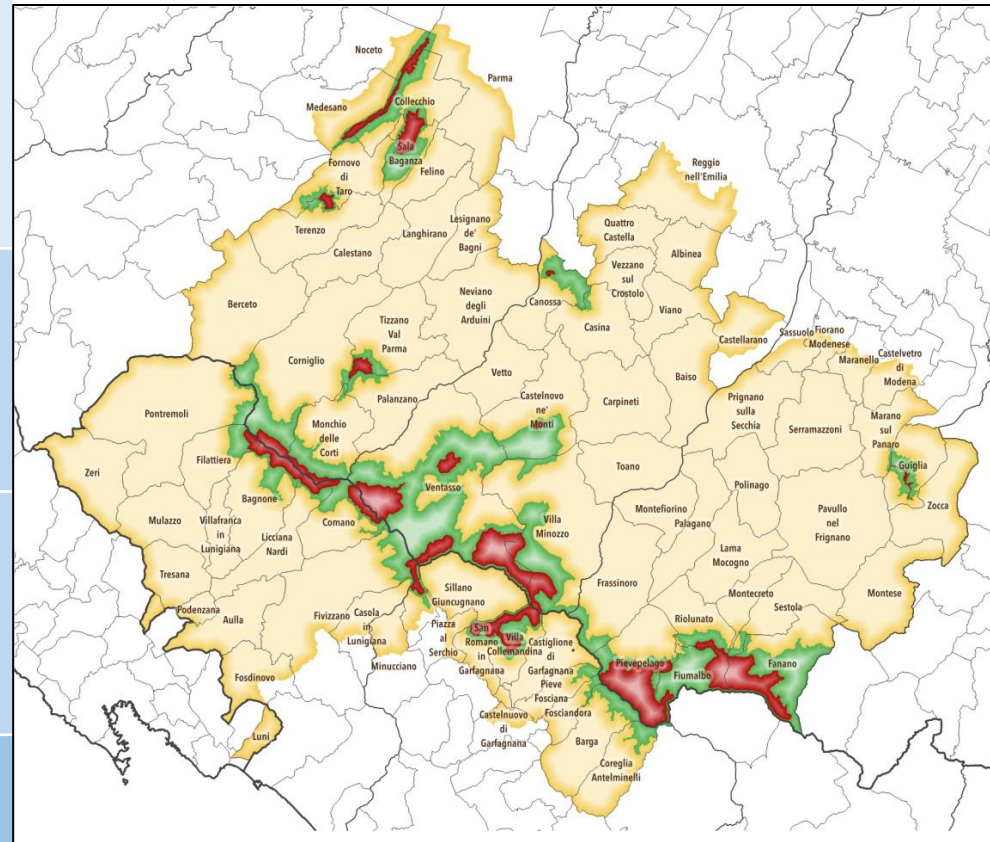 Noceto
Parma
Medesano
Collecchio
Sala
Baganza
Felino
Fornovo
di
Taro
Terenzo
Calestano
Langhirano
Lesignano
de'
Bagni
Reggio
nell'Emilia
Quattro
Castella
Albinea
Vezzano
sul
Crostolo
Canossa
Viano
Casina
Castellarano
Sassuolo
Fiorano
Modenese
Maranello
Castelvetro
di
Modena
Berceto
Neviano
degli
Arduini
Tizzano
Val
Parma
Corniglio
Palanzano
Vetto
Castelnovo
ne'
Monti
Carpineti
Baiso
Prignano
sulla
Secchia
Serramazzoni
Marano
sul
Panaro
Guiglia
Zocca
Pontremoli
Monchio
delle
Corti
Zeri
Filattiera
Bagnone
Ventasso
Toano
Polinago
Mulazzo
Villafranca
in
Lunigiana
Licciana
Nardi
Comano
Villa
Minozzo
Montefiorino
Palagano
Pavullo
nel
Frignano
Tresana
Lama
Mocogno
Frassinoro
Montecreto
Sestola
Montese
Podenzana
Aulla
Fivizzano
Casola
in
Lunigiana
Sillano
Giuncugnano
Piazza
al
Serchio
Minucciano
San
Romano
in
Garfagnana
Villa
Collemandina
Castiglione
di
Garfagnana
Pieve
Fosciana
Fosciandora
Castelnuovo
di
Garfagnana
Riolunato
Pievepelago
Fiumalbo
Fanano
Fosdinovo
Luni
Barga
Coreglia
Antelminelli